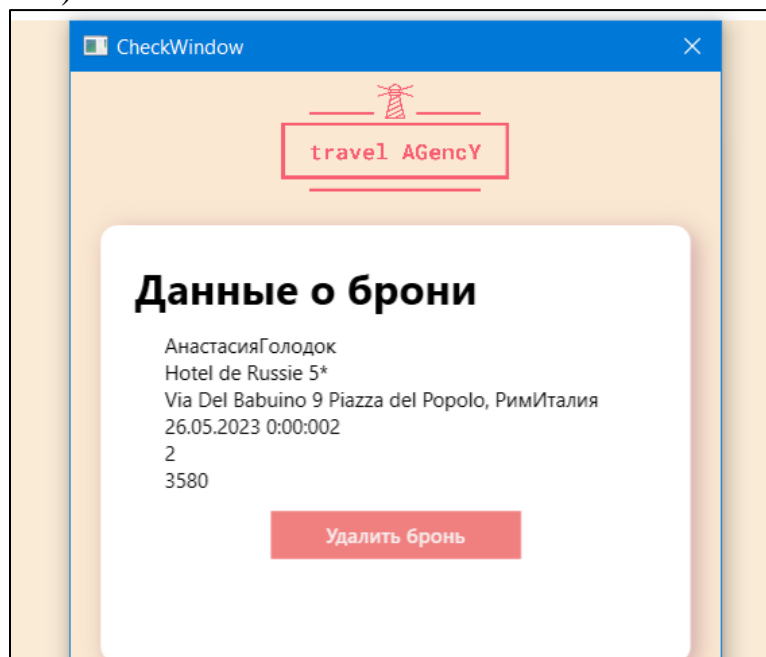 CheckWindow
travel AGencY
Данные о брони
АнастасияГолодок
Hotel de Russie 5*
Via Del Babuino 9 Piazza del Popolo, РимИталия
26.05.2023 0:00:002
2
3580
Удалить бронь